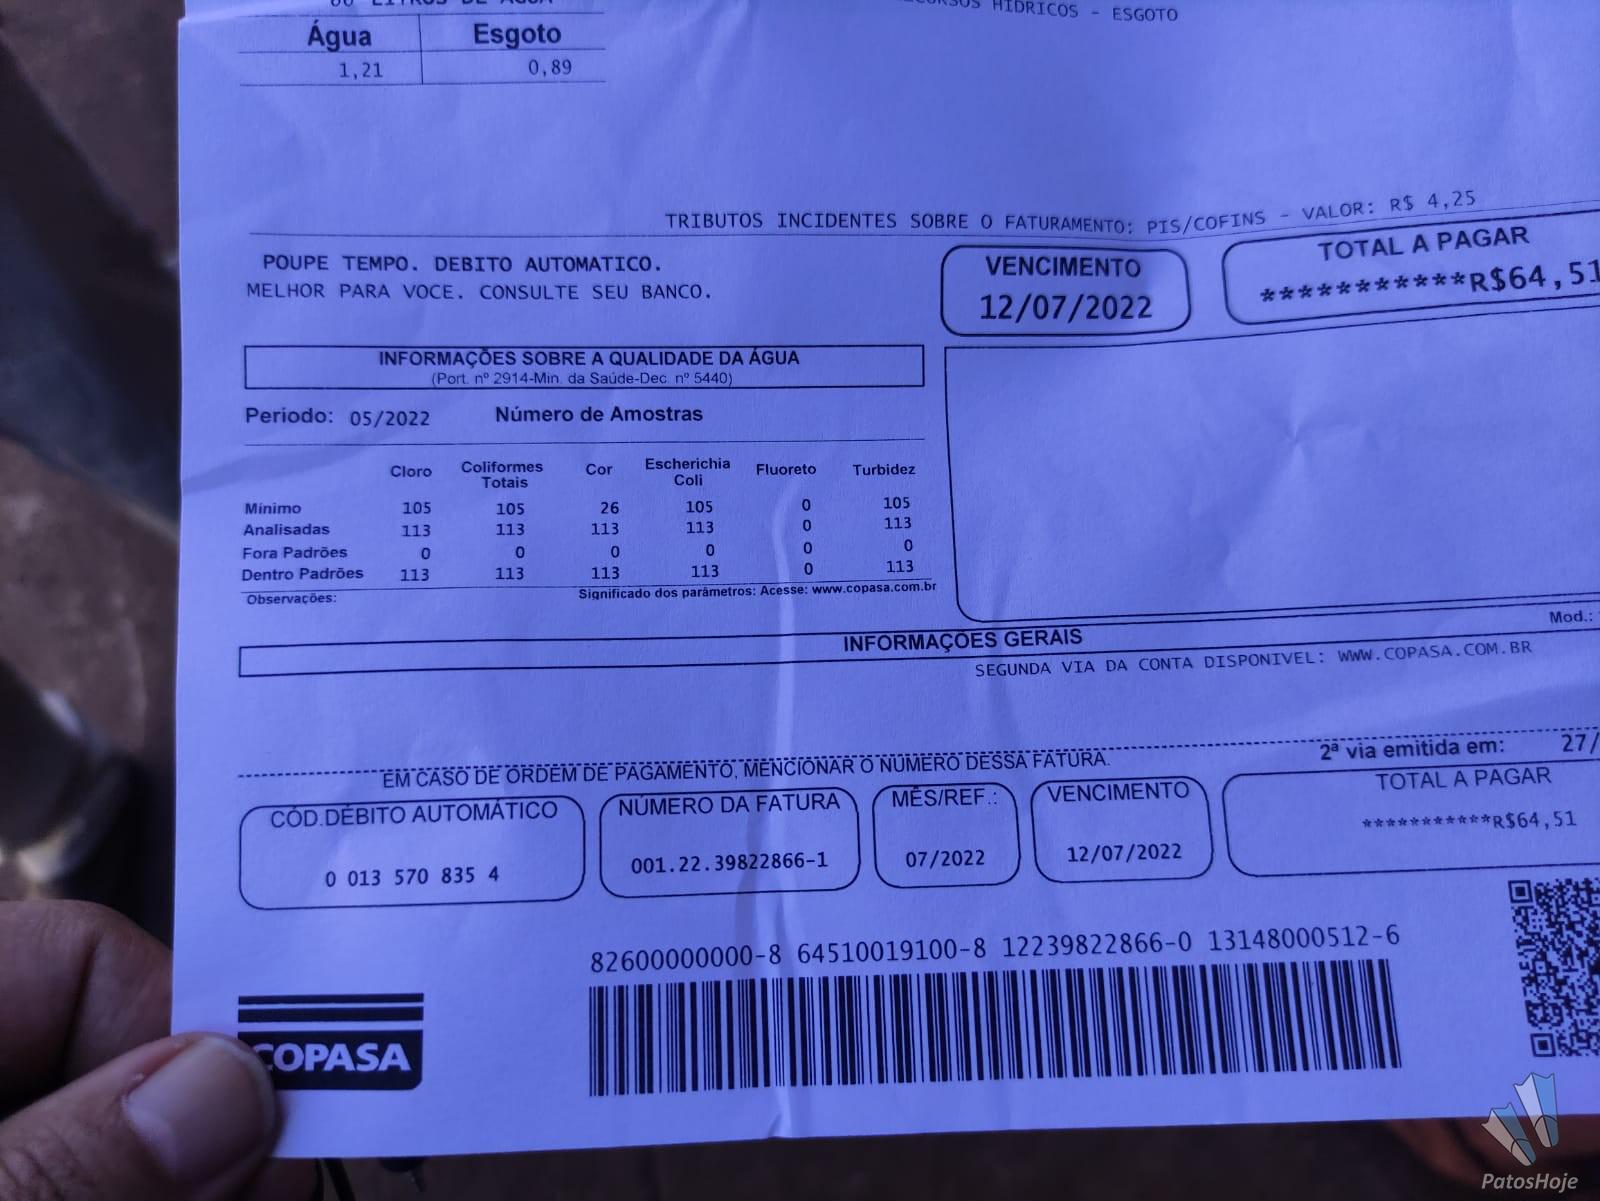 LITROS DE ÁGUA
RECURSOS HÍDRICOS - ESGOTO
Água Esgoto
1,21 0,89
TRIBUTOS INCIDENTES SOBRE O FATURAMENTO: PIS/COFINS - VALOR: R$ 4,25
POUPE TEMPO. DEBITO AUTOMATICO.
MELHOR PARA VOCE. CONSULTE SEU BANCO.
VENCIMENTO
12/07/2022
TOTAL A PAGAR
***********R$64,51
INFORMAÇÕES SOBRE A QUALIDADE DA ÁGUA
(Port. nº 2914-Min. da Saúde-Dec. nº 5440)
Periodo: 05/2022 Número de Amostras
Cloro Coliformes Totais Cor Escherichia Coli Fluoreto Turbidez
Mínimo 105 105 26 105 0 105
Analisadas 113 113 113 113 0 113
Fora Padrões 0 0 0 0 0 0
Dentro Padrões 113 113 113 113 0 113
Observações: Significado dos parâmetros: Acesse: www.copasa.com.br
Mod.:
INFORMAÇÕES GERAIS
SEGUNDA VIA DA CONTA DISPONIVEL: WWW.COPASA.COM.BR
2ª via emitida em: 27/
EM CASO DE ORDEM DE PAGAMENTO, MENCIONAR O NÚMERO DESSA FATURA.
CÓD.DÉBITO AUTOMÁTICO
0 013 570 835 4
NÚMERO DA FATURA
001.22.39822866-1
MÊS/REF.:
07/2022
VENCIMENTO
12/07/2022
TOTAL A PAGAR
***********R$64,51
82600000000-8 64510019100-8 12239822866-0 13148000512-6
COPASA
PatosHoje